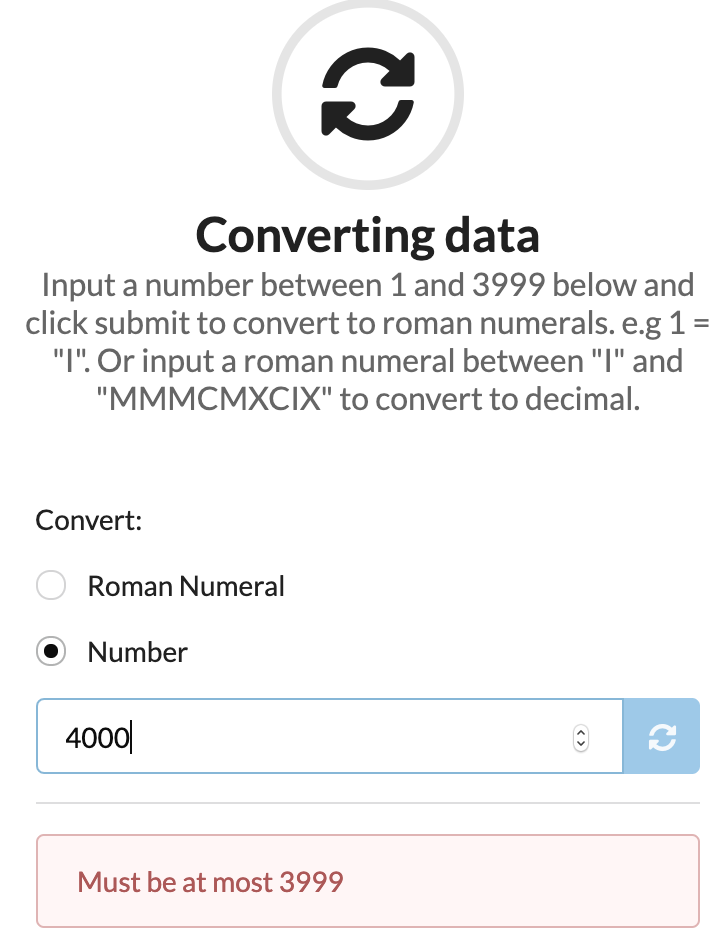 Converting data
Input a number between 1 and 3999 below and
click submit to convert to roman numerals. e.g 1 =
"I". Or input a roman numeral between "I" and
"MMMCMXCIX" to convert to decimal.
Convert:
Roman Numeral
Number
4000
Must be at most 3999